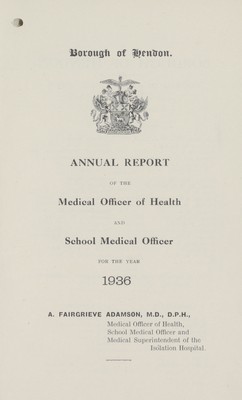 Borough of Hendon.
ANNUAL REPORT
OF THE
Medical Officer of Health
AND
School Medical Officer
FOR THE YEAR
1936
A. FAIRGRIEVE ADAMSON, M.D., D.P.H.,
Medical Officer of Health,
School Medical Officer and
Medical Superintendent of the
Isolation Hospital.